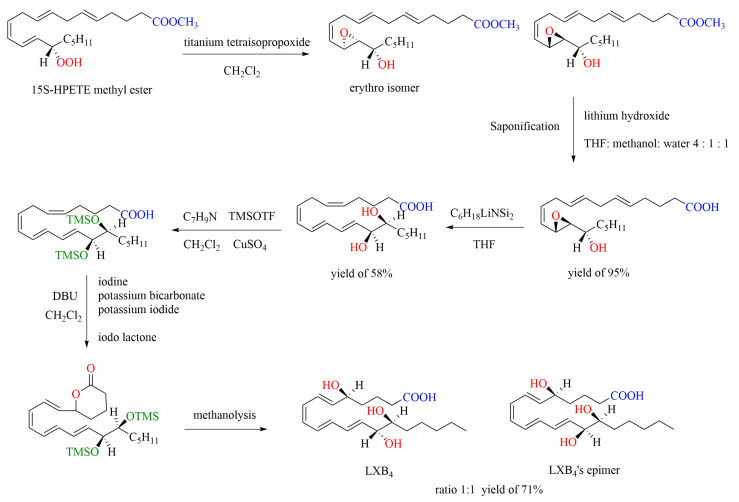 COOCH₃
C₅H₁₁
H
OOH
15S-HPETE methyl ester
titanium tetraisopropoxide
CH₂Cl₂
COOCH₃
O
C₅H₁₁
H
OH
erythro isomer
COOCH₃
O
C₅H₁₁
H
OH
Saponification
lithium hydroxide
THF: methanol: water 4 : 1 : 1
COOH
O
C₅H₁₁
H
OH
yield of 95%
C₆H₁₈LiNSi₂
THF
COOH
HO
H
C₅H₁₁
HO
H
yield of 58%
C₇H₉N TMSOTF
CH₂Cl₂ CuSO₄
COOH
TMSO
H
C₅H₁₁
TMSO
H
DBU
CH₂Cl₂
iodine
potassium bicarbonate
potassium iodide
iodo lactone
O
O
H
OTMS
C₅H₁₁
TMSO
H
methanolysis
HO
H
COOH
HO
H
H
OH
LXB₄
HO
H
COOH
HO
H
HO
H
LXB₄'s epimer
ratio 1:1 yield of 71%